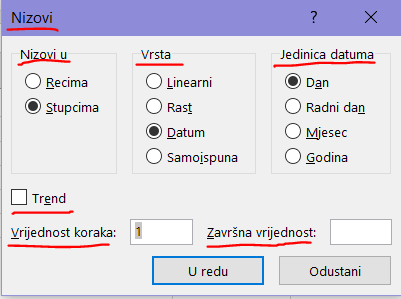 Nizovi
?
Nizovi u
Recima
Stupcima
Vrsta
Linearni
Rast
Datum
Samoispuna
Jedinica datuma
Dan
Radni dan
Mjesec
Godina
Trend
Vrijednost koraka: 1
Završna vrijednost:
U redu
Odustani